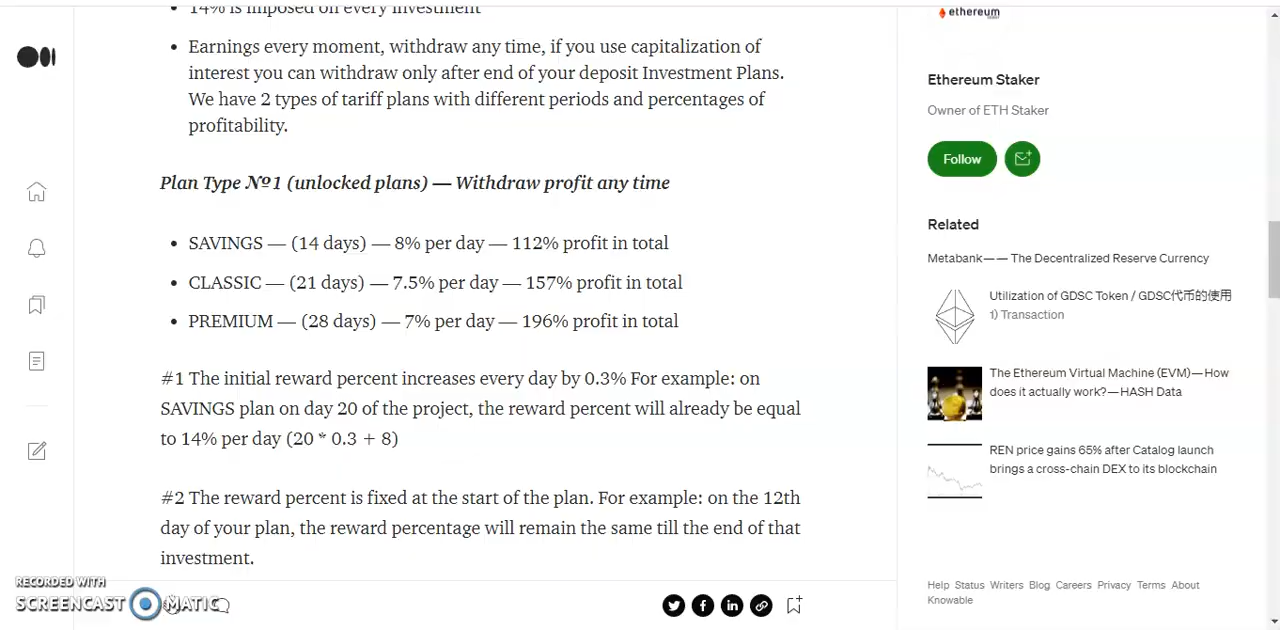 14% is imposed on every investment
Earnings every moment, withdraw any time, if you use capitalization of
interest you can withdraw only after end of your deposit Investment Plans.
We have 2 types of tariff plans with different periods and percentages of
profitability.
Plan Type №1 (unlocked plans) — Withdraw profit any time
SAVINGS — (14 days) — 8% per day — 112% profit in total
CLASSIC — (21 days) — 7.5% per day — 157% profit in total
PREMIUM — (28 days) — 7% per day — 196% profit in total
#1 The initial reward percent increases every day by 0.3% For example: on
SAVINGS plan on day 20 of the project, the reward percent will already be equal
to 14% per day (20 * 0.3 + 8)
#2 The reward percent is fixed at the start of the plan. For example: on the 12th
day of your plan, the reward percentage will remain the same till the end of that
investment.
RECORDED WITH
SCREENCAST MATIC
ethereum
Ethereum Staker
Owner of ETH Staker
Follow
Related
Metabank—— The Decentralized Reserve Currency
Utilization of GDSC Token / GDSC代币的使用
1) Transaction
The Ethereum Virtual Machine (EVM)—How
does it actually work?—HASH Data
REN price gains 65% after Catalog launch
brings a cross-chain DEX to its blockchain
Help Status Writers Blog Careers Privacy Terms About
Knowable